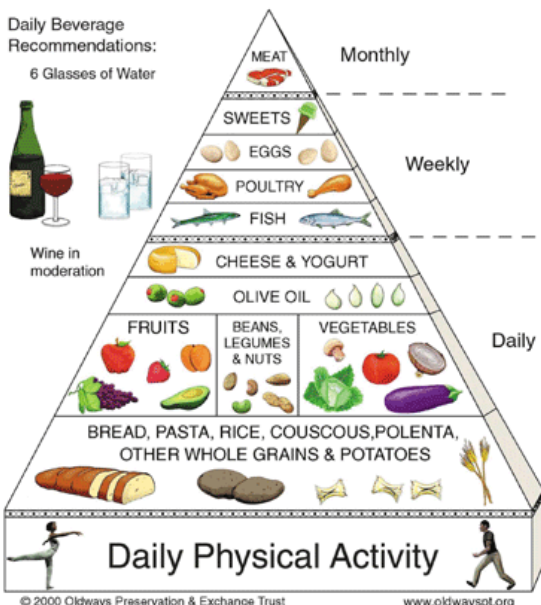 Daily Beverage
Recommendations:
6 Glasses of Water
Wine in
moderation
MEAT
Monthly
SWEETS
EGGS
Weekly
POULTRY
FISH
CHEESE & YOGURT
OLIVE OIL
FRUITS
BEANS,
LEGUMES
& NUTS
VEGETABLES
Daily
BREAD, PASTA, RICE, COUSCOUS,POLENTA,
OTHER WHOLE GRAINS & POTATOES
Daily Physical Activity
© 2000 Oldways Preservation & Exchange Trust
www.oldwayspt.org